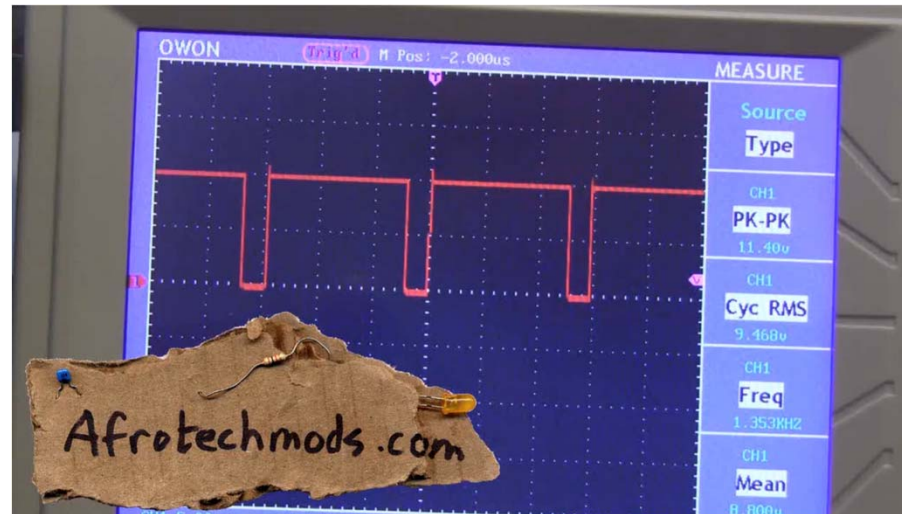 OWON
Trig'd M Pos: -2.000us
MEASURE
Source
Type
CH1
PK-PK
11.40v
CH1
Cyc RMS
9.468v
CH1
Freq
1.353KHZ
CH1
Mean
Afrotechmods.com